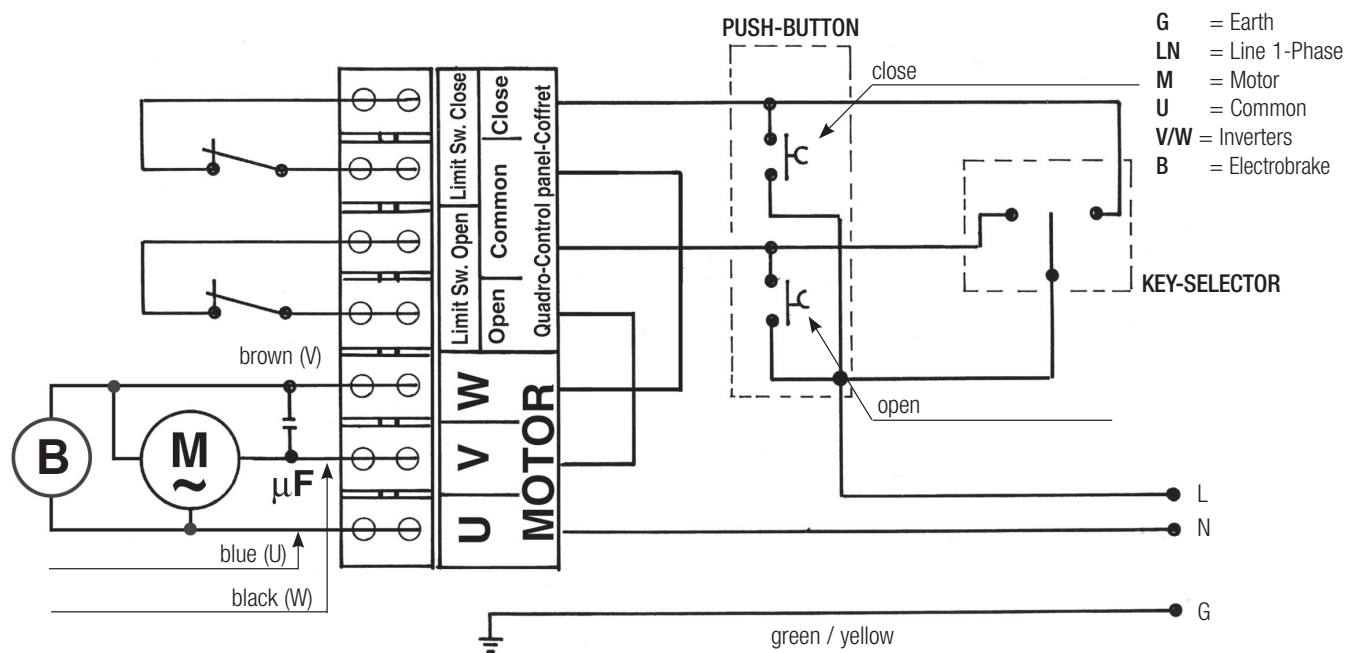 PUSH-BUTTON
close
G = Earth
LN = Line 1-Phase
M = Motor
U = Common
V/W = Inverters
B = Electrobrake
Limit Sw. Close
Limit Sw. Open
Close
Common
Open
Quadro-Control panel-Coffret
KEY-SELECTOR
open
brown (V)
B
M
~
µF
W
V
U
MOTOR
blue (U)
black (W)
L
N
G
green / yellow